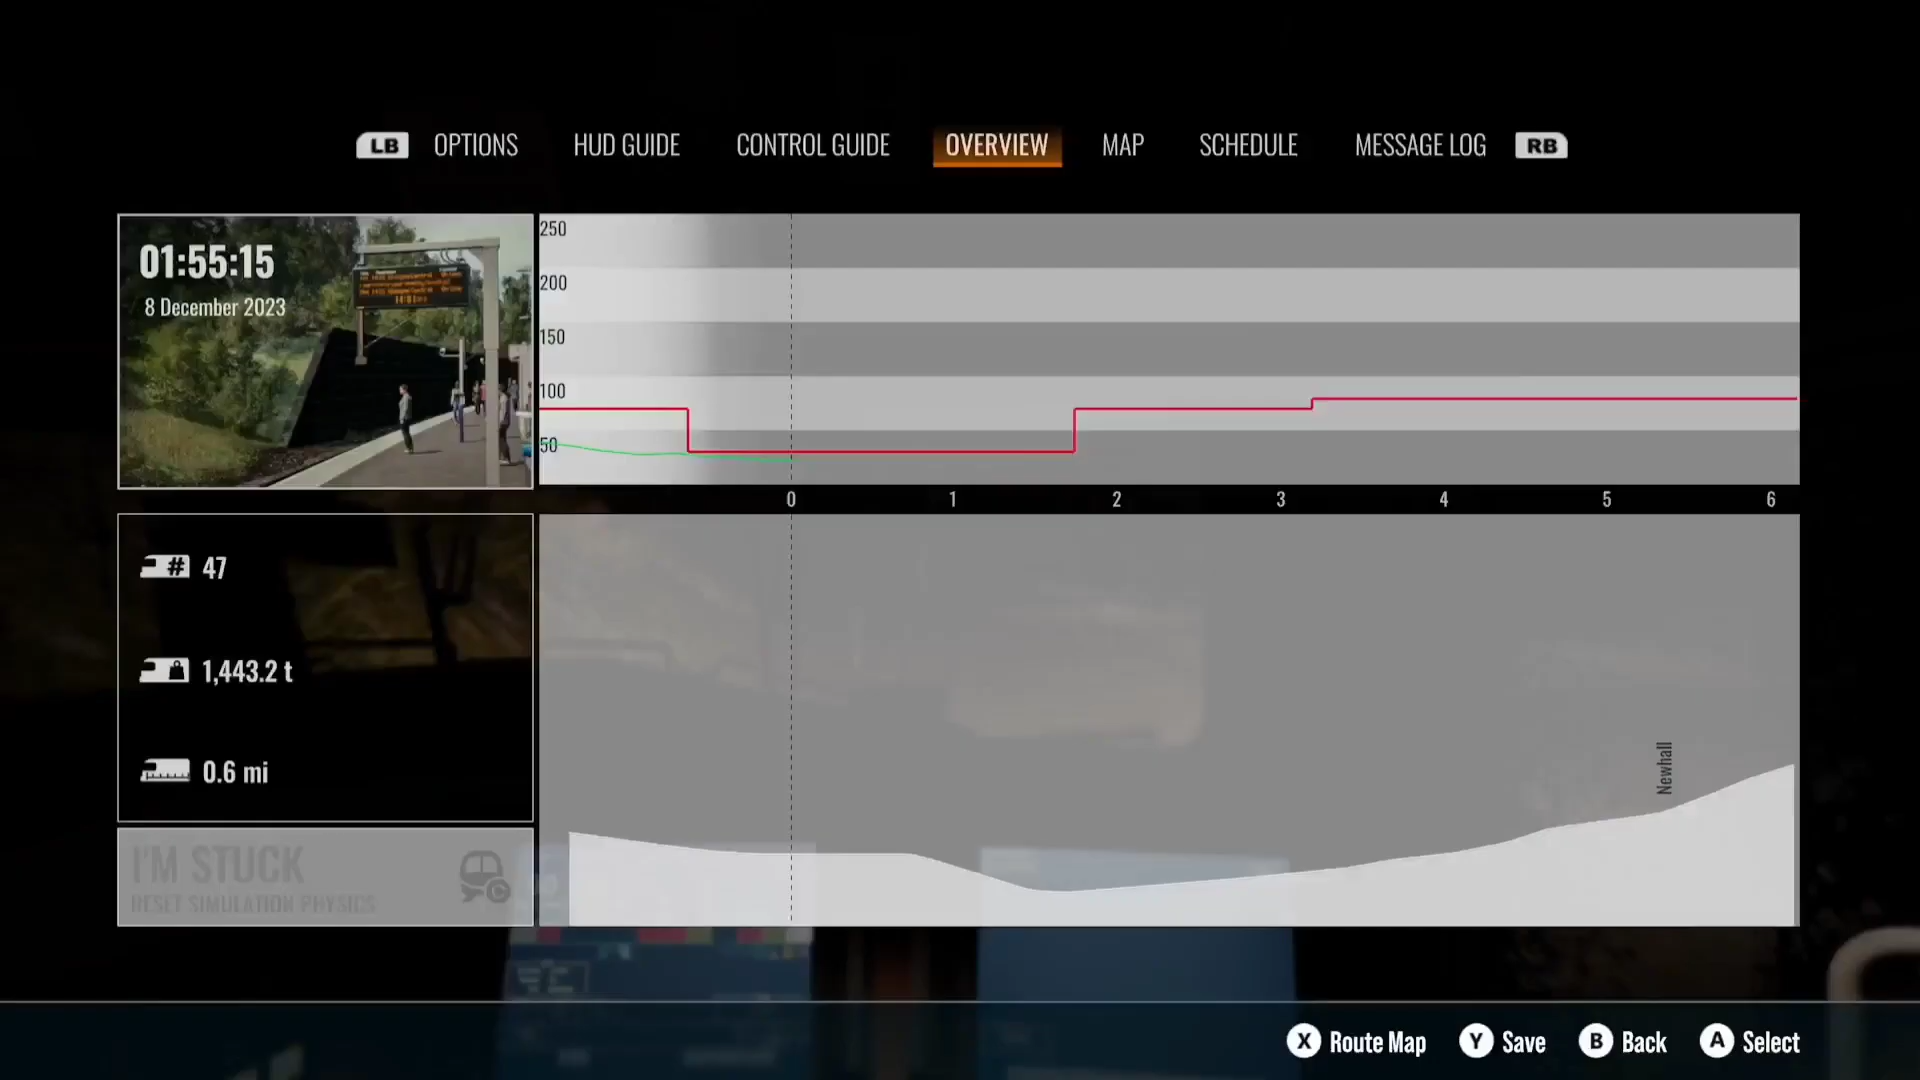 LB OPTIONS HUD GUIDE CONTROL GUIDE OVERVIEW MAP SCHEDULE MESSAGE LOG RB
01:55:15
8 December 2023
250
200
150
100
50
0 1 2 3 4 5 6
# 47
1,443.2 t
0.6 mi
Newhall
I'M STUCK
RESET SIMULATION PHYSICS
X Route Map Y Save B Back A Select